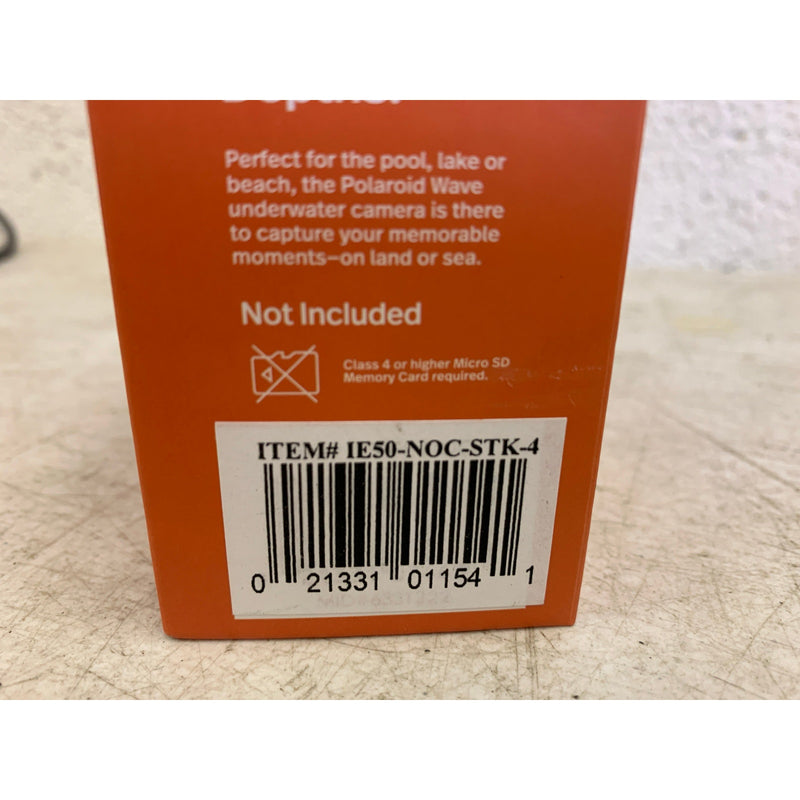 Perfect for the pool, lake or
beach, the Polaroid Wave
underwater camera is there
to capture your memorable
moments—on land or sea.
Not Included
Class 4 or higher Micro SD
Memory Card required.
ITEM# IE50-NOC-STK-4
0 21331 01154 1